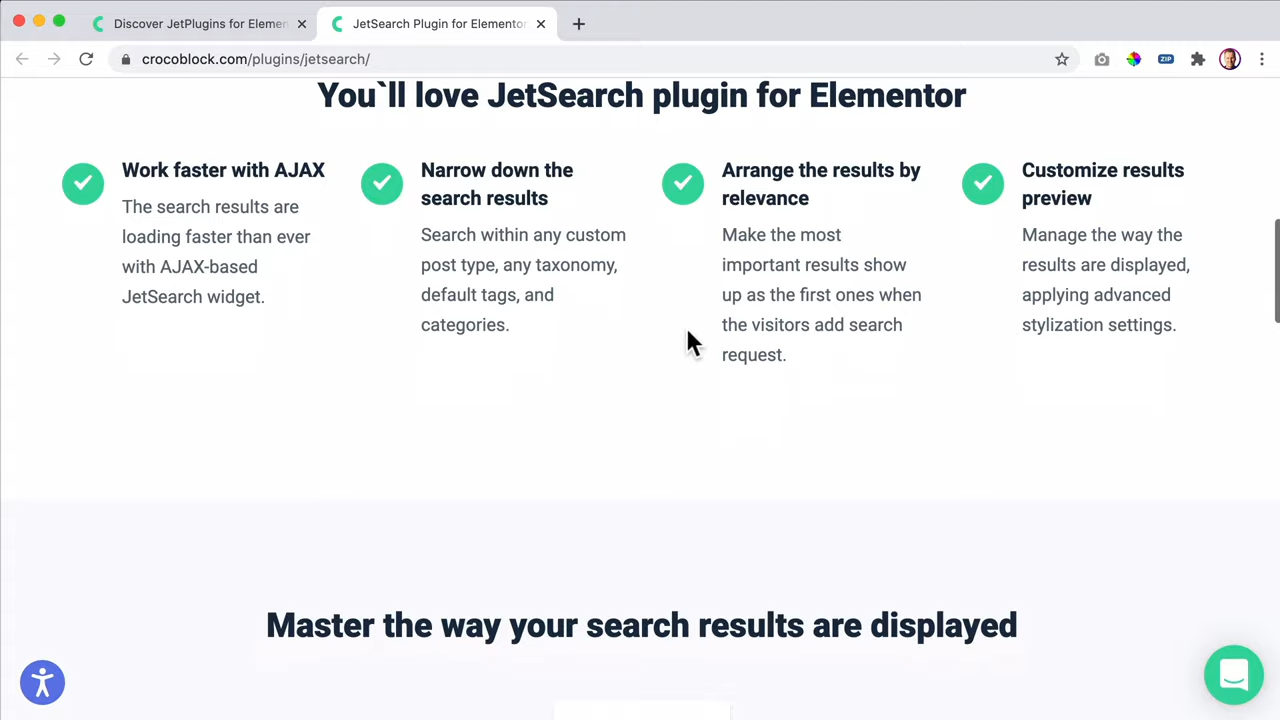 Discover JetPlugins for Elemen
JetSearch Plugin for Elementor
crocoblock.com/plugins/jetsearch/
ZIP
You`ll love JetSearch plugin for Elementor
Work faster with AJAX
The search results are
loading faster than ever
with AJAX-based
JetSearch widget.
Narrow down the
search results
Search within any custom
post type, any taxonomy,
default tags, and
categories.
Arrange the results by
relevance
Make the most
important results show
up as the first ones when
the visitors add search
request.
Customize results
preview
Manage the way the
results are displayed,
applying advanced
stylization settings.
Master the way your search results are displayed